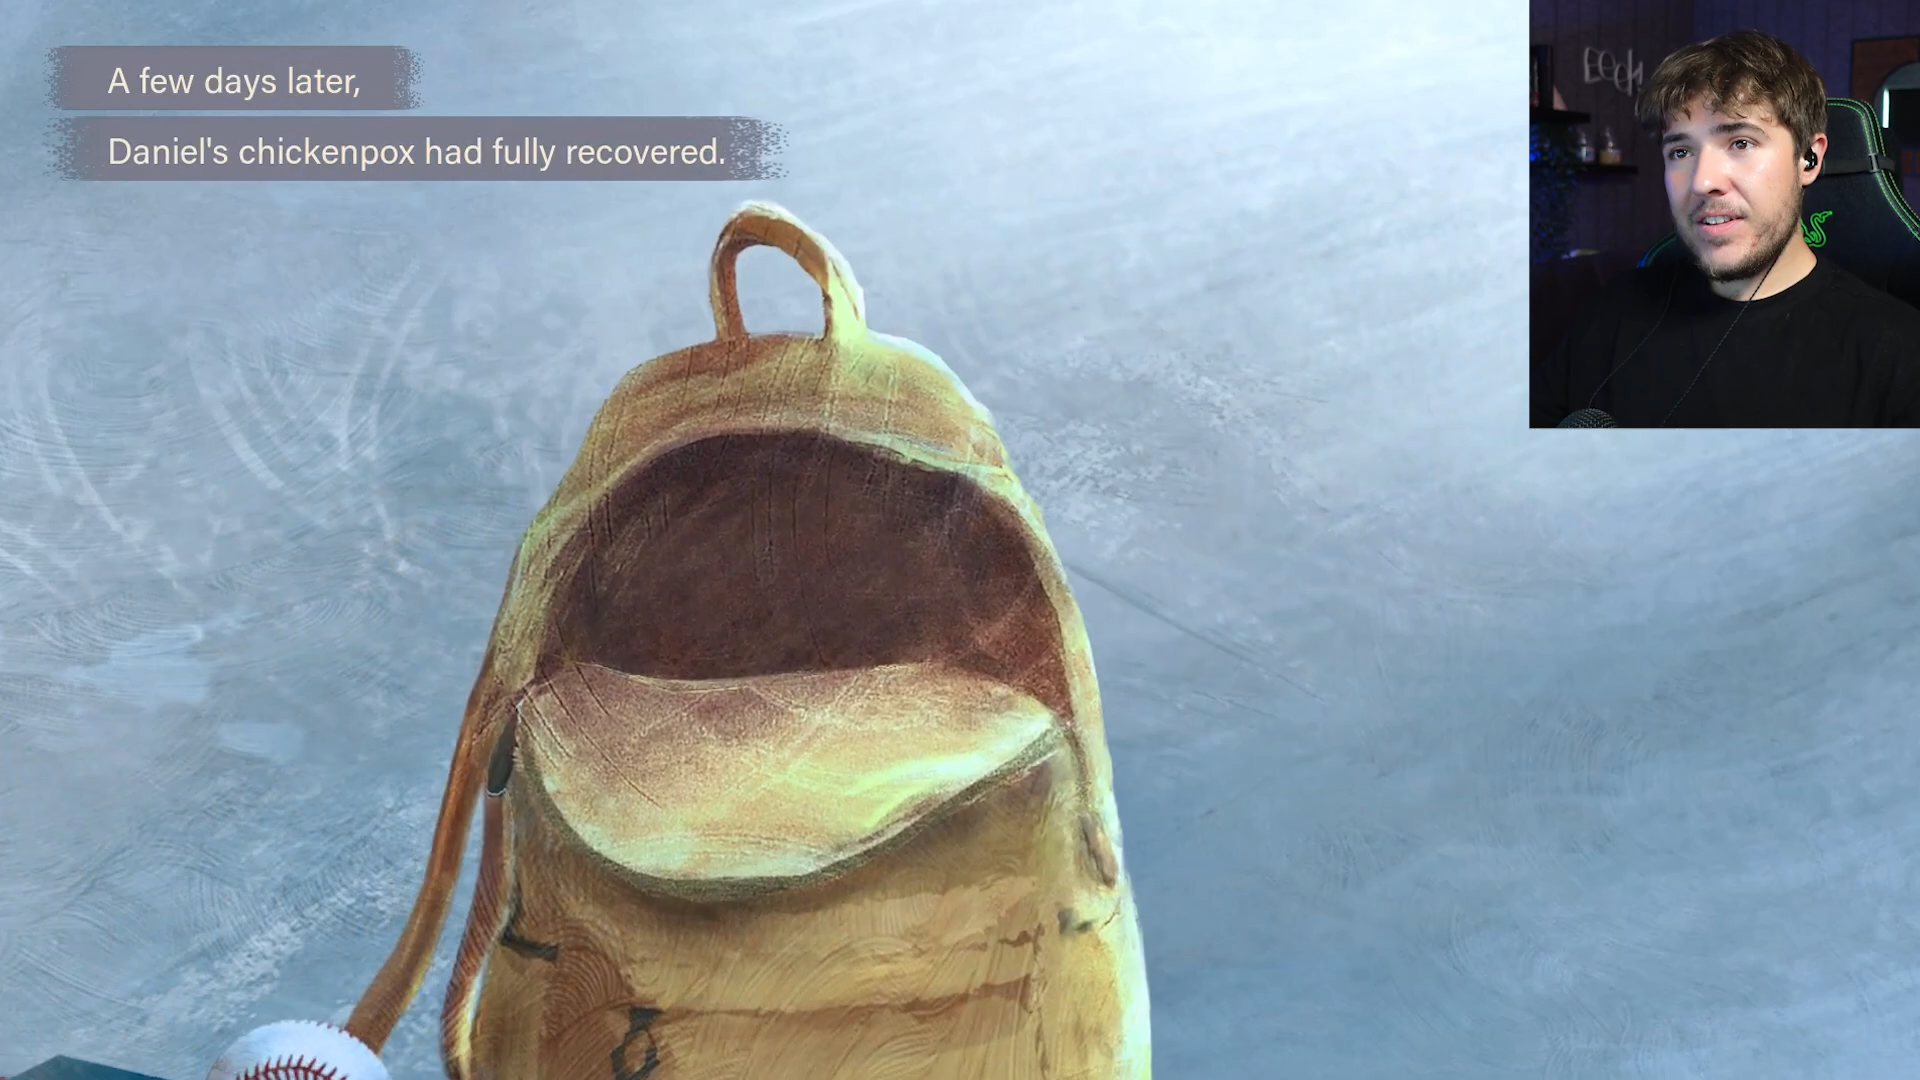 A few days later,
Daniel's chickenpox had fully recovered.